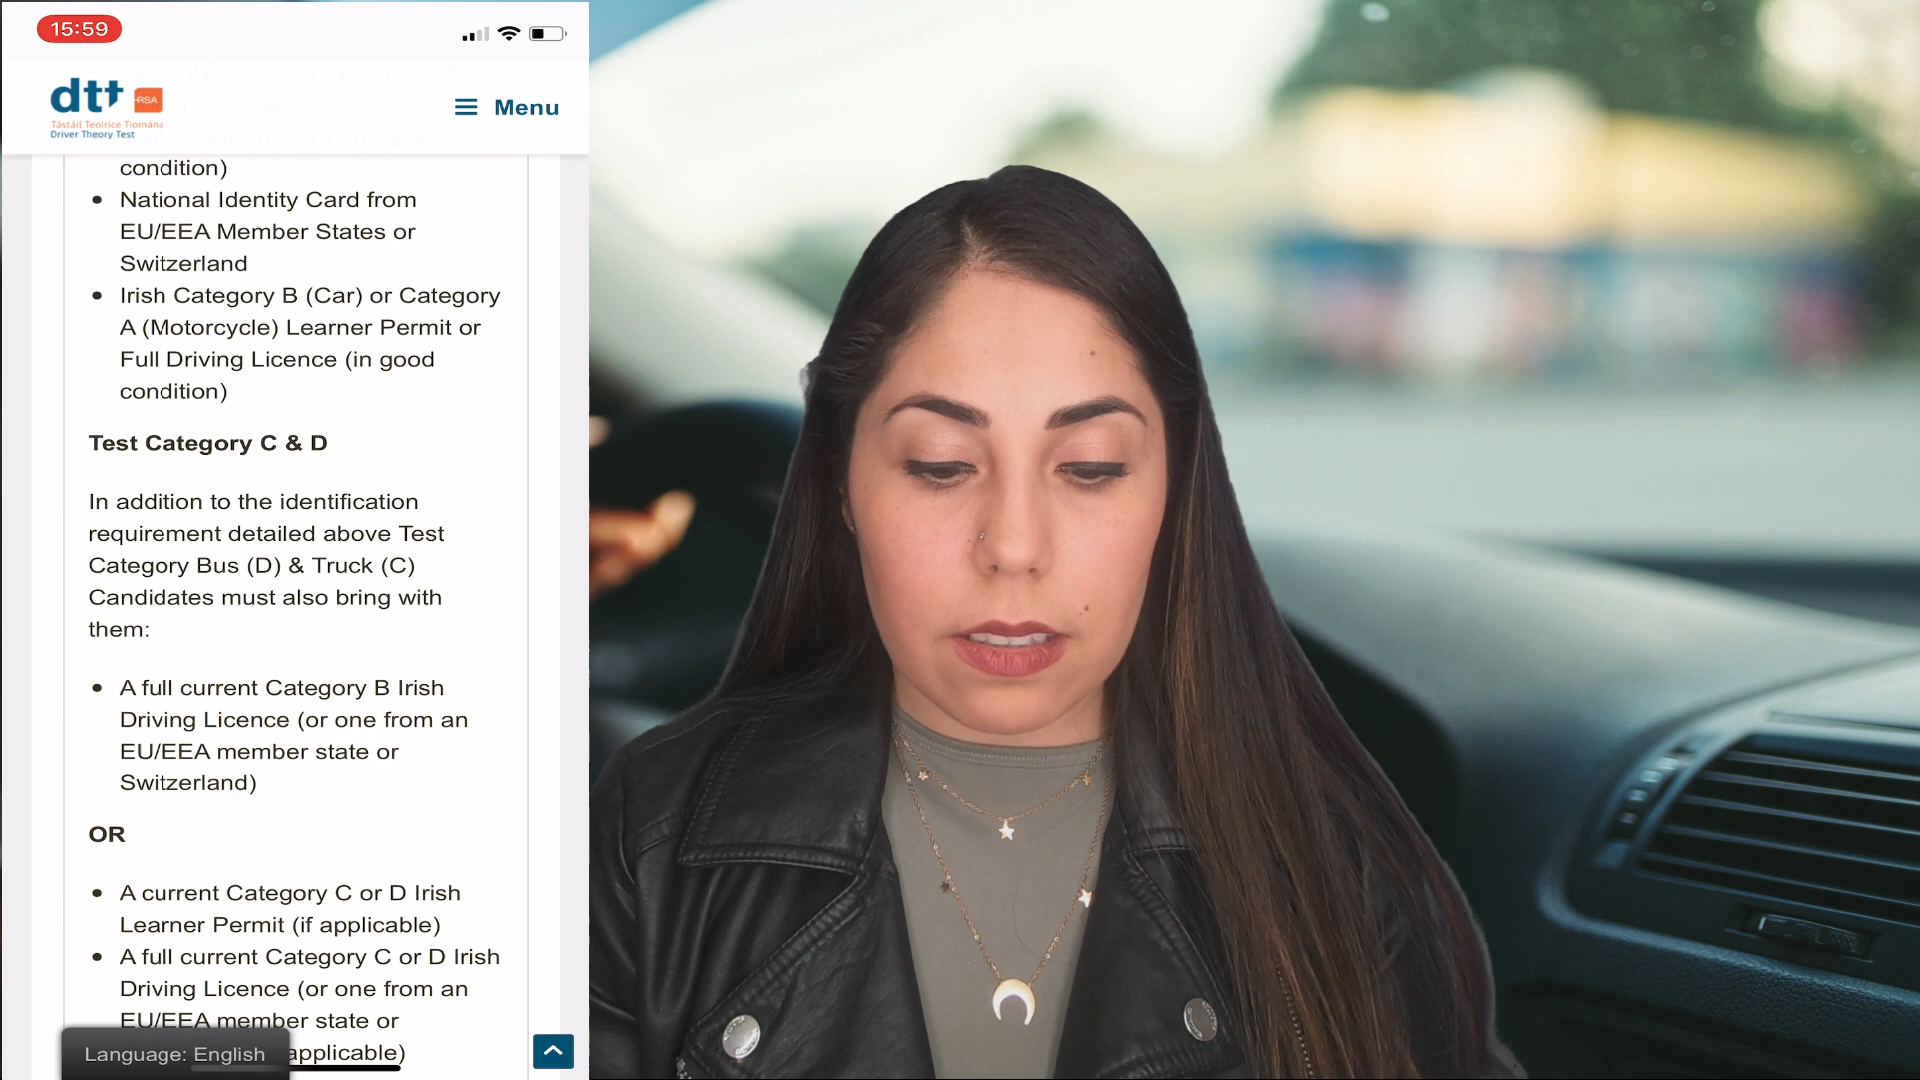 15:59
dtt RSA
Menu
Tástáil Teoirice Tiomána
Driver Theory Test
condition)
National Identity Card from
EU/EEA Member States or
Switzerland
Irish Category B (Car) or Category
A (Motorcycle) Learner Permit or
Full Driving Licence (in good
condition)
Test Category C & D
In addition to the identification
requirement detailed above Test
Category Bus (D) & Truck (C)
Candidates must also bring with
them:
A full current Category B Irish
Driving Licence (or one from an
EU/EEA member state or
Switzerland)
OR
A current Category C or D Irish
Learner Permit (if applicable)
A full current Category C or D Irish
Driving Licence (or one from an
EU/EEA member state or
applicable)
Language: English